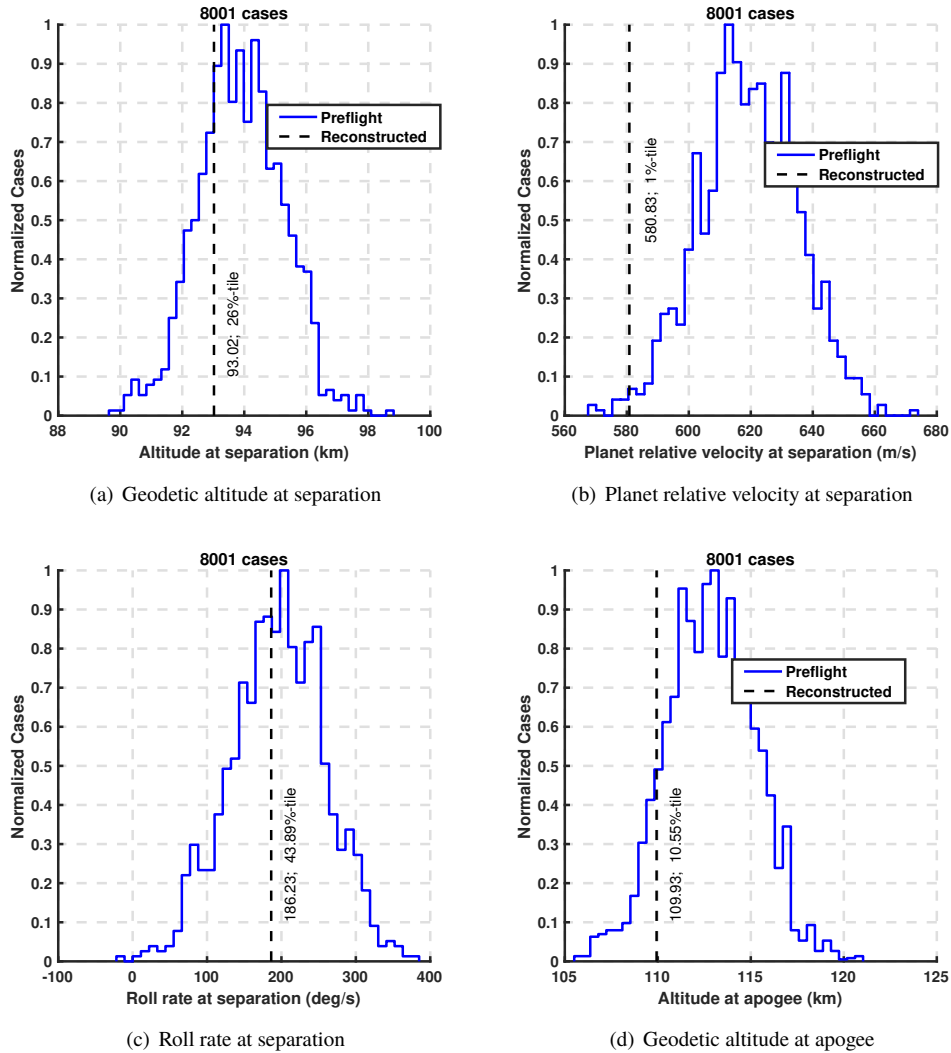 8001 cases
1
0.9
0.8
0.7
0.6
0.5
0.4
0.3
0.2
0.1
0
Normalized Cases
Preflight
Reconstructed
93.02; 26%-tile
88 90 92 94 96 98 100
Altitude at separation (km)
(a) Geodetic altitude at separation
8001 cases
1
0.9
0.8
0.7
0.6
0.5
0.4
0.3
0.2
0.1
0
Normalized Cases
Preflight
Reconstructed
580.83; 1%-tile
560 580 600 620 640 660 680
Planet relative velocity at separation (m/s)
(b) Planet relative velocity at separation
8001 cases
1
0.9
0.8
0.7
0.6
0.5
0.4
0.3
0.2
0.1
0
Normalized Cases
186.23; 43.89%-tile
-100 0 100 200 300 400
Roll rate at separation (deg/s)
(c) Roll rate at separation
8001 cases
1
0.9
0.8
0.7
0.6
0.5
0.4
0.3
0.2
0.1
0
Normalized Cases
Preflight
Reconstructed
109.93; 10.55%-tile
105 110 115 120 125
Altitude at apogee (km)
(d) Geodetic altitude at apogee